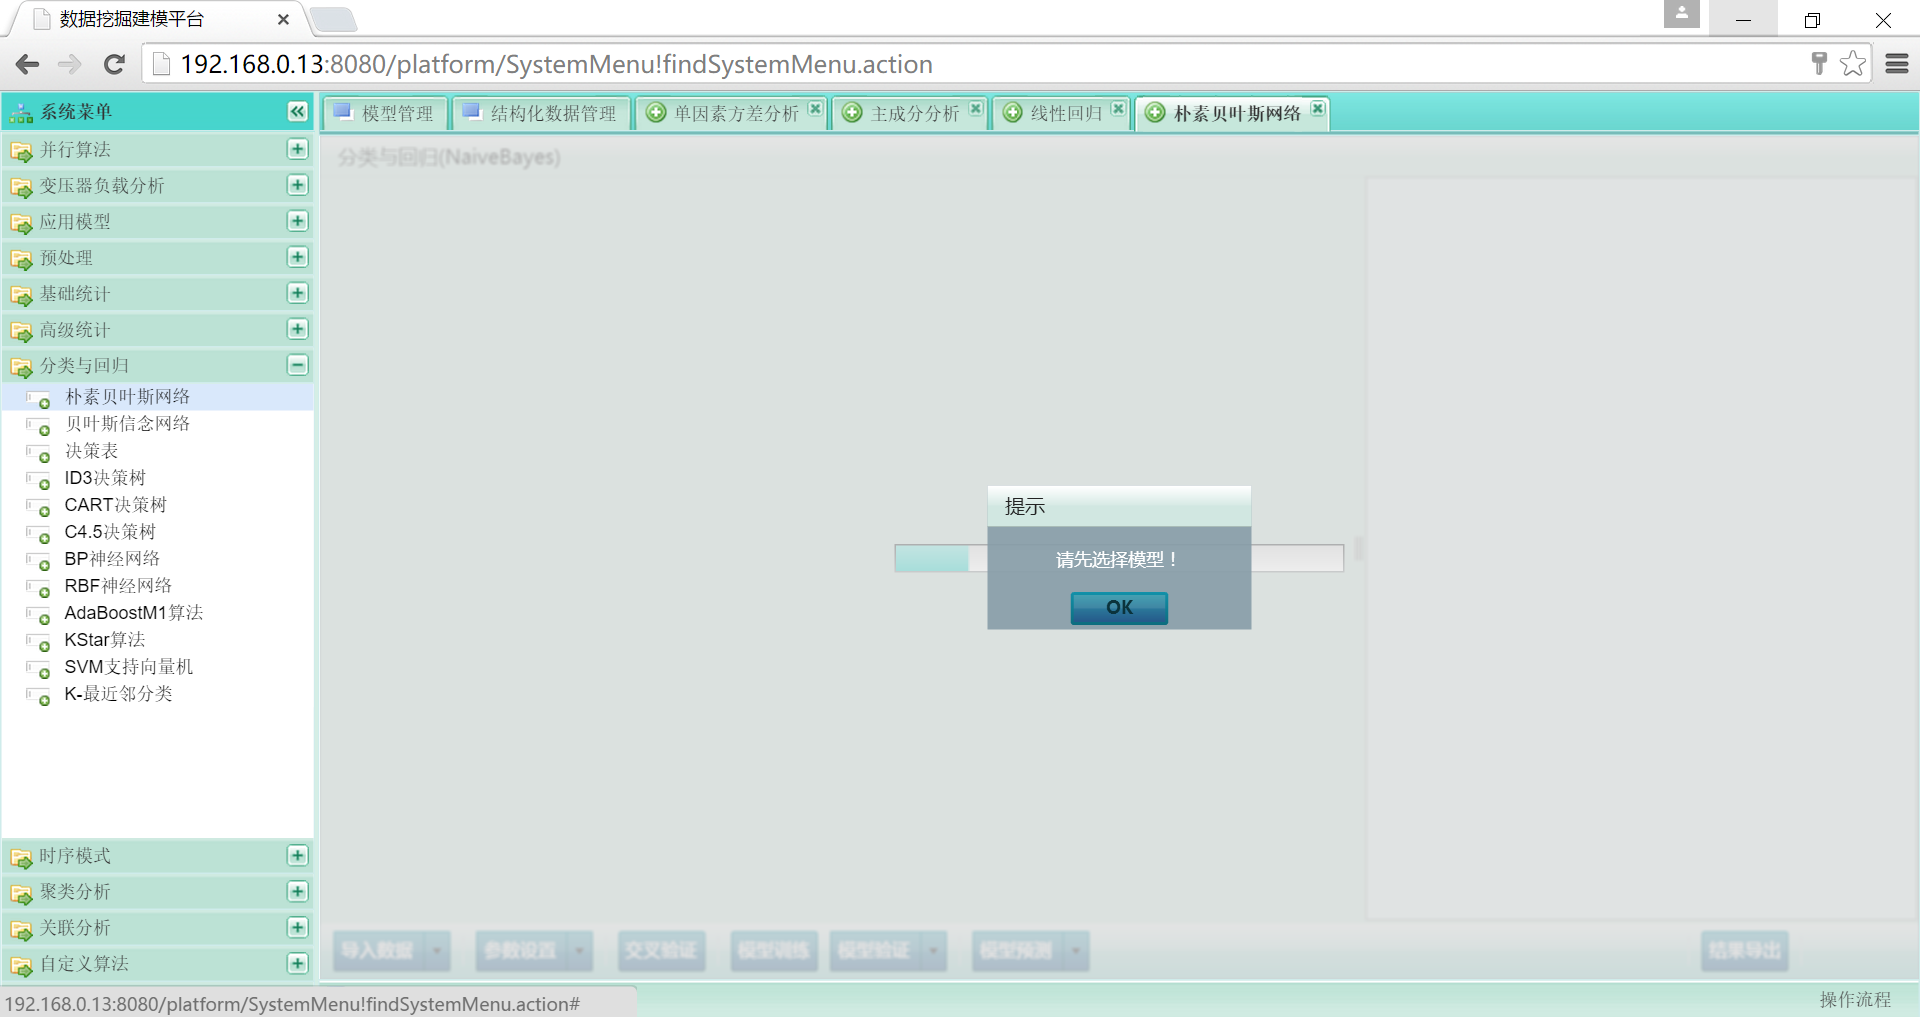 数据挖掘建模平台
192.168.0.13:8080/platform/SystemMenu!findSystemMenu.action
系统菜单
模型管理 结构化数据管理 单因素方差分析 主成分分析 线性回归 朴素贝叶斯网络
分类与回归(NaiveBayes)
并行算法
变压器负载分析
应用模型
预处理
基础统计
高级统计
分类与回归
朴素贝叶斯网络
贝叶斯信念网络
决策表
ID3决策树
CART决策树
C4.5决策树
BP神经网络
RBF神经网络
AdaBoostM1算法
KStar算法
SVM支持向量机
K-最近邻分类
时序模式
聚类分析
关联分析
自定义算法
提示
请先选择模型！
OK
导入数据 参数设置 交叉验证 模型训练 模型验证 模型预测 结果导出
192.168.0.13:8080/platform/SystemMenu!findSystemMenu.action#
操作流程